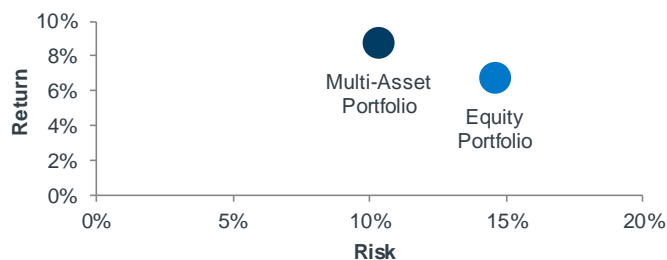 10%
8%
6%
4%
2%
0%
Return
Multi-Asset
Portfolio
Equity
Portfolio
0%
5%
10%
15%
20%
Risk